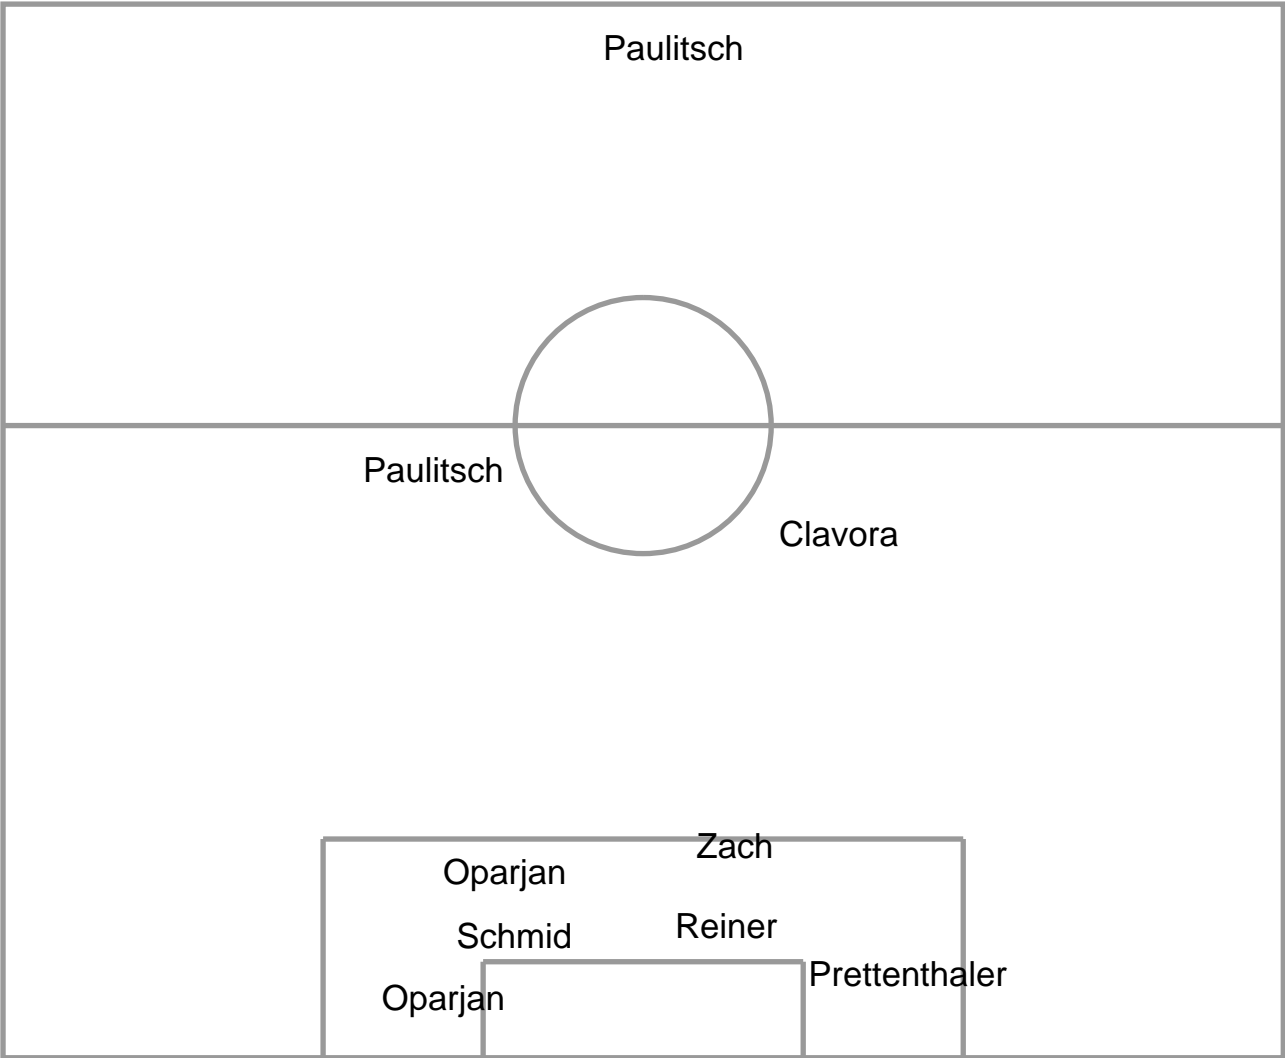 Paulitsch
Paulitsch
Clavora
Zach
Oparjan
Reiner
Schmid
Prettenthaler
Oparjan